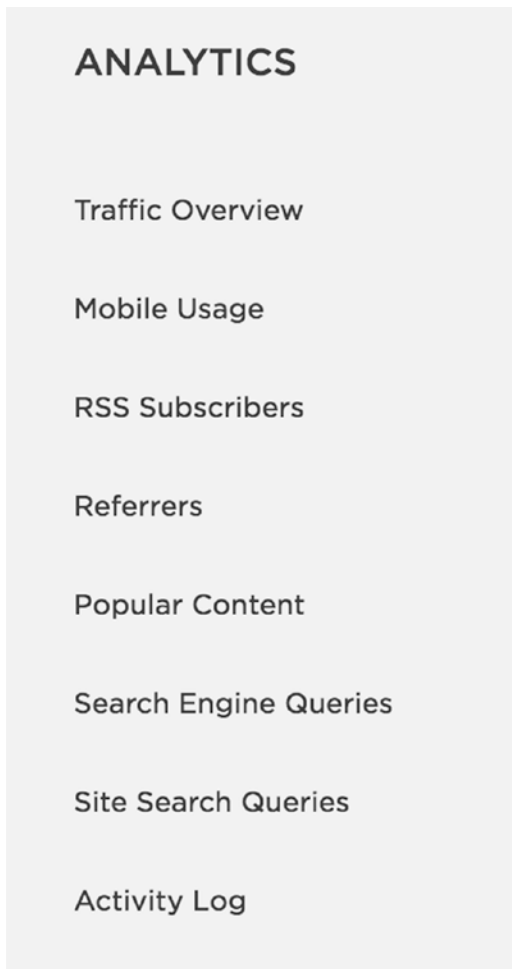 ANALYTICS
Traffic Overview
Mobile Usage
RSS Subscribers
Referrers
Popular Content
Search Engine Queries
Site Search Queries
Activity Log